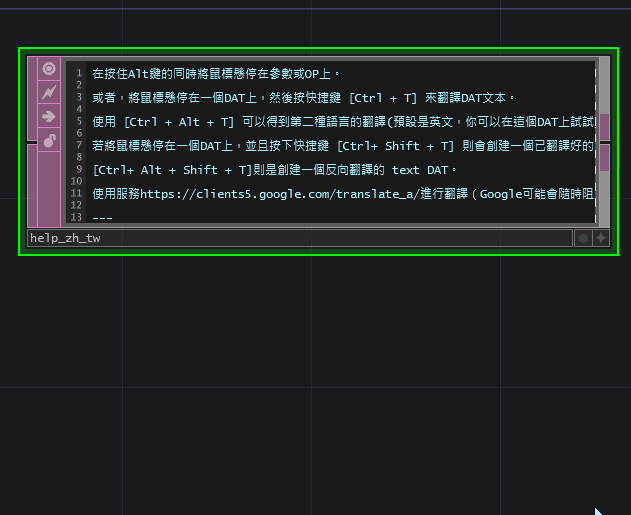 1 在按住Alt鍵的同時將鼠標懸停在參數或OP上。
2
3 或者，將鼠標懸停在一個DAT上，然後按快捷鍵 [Ctrl + T] 來翻譯DAT文本。
4
5 使用 [Ctrl + Alt + T] 可以得到第二種語言的翻譯(預設是英文，你可以在這個DAT上試試
6
7 若將鼠標懸停在一個DAT上，並且按下快捷鍵 [Ctrl+ Shift + T] 則會創建一個已翻譯好的
8
9 [Ctrl+ Alt + Shift + T]則是創建一個反向翻譯的 text DAT。
10
11 使用服務https://clients5.google.com/translate_a/進行翻譯（Google可能會隨時阻
12
13 ---
help_zh_tw